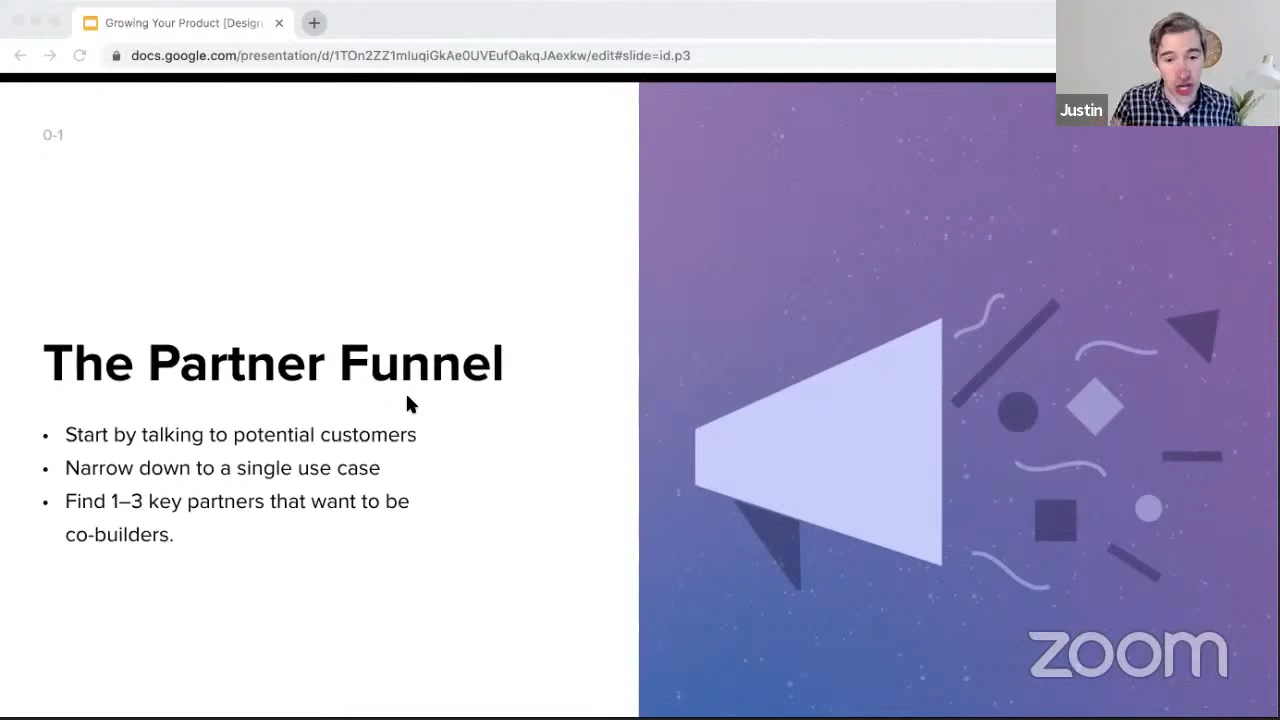 Growing Your Product [Design
docs.google.com/presentation/d/1TOn2ZZ1mIuqiGkAe0UVEufOakqJAexkw/edit#slide=id.p3
Justin
0-1
The Partner Funnel
• Start by talking to potential customers
• Narrow down to a single use case
• Find 1–3 key partners that want to be
co-builders.
zoom